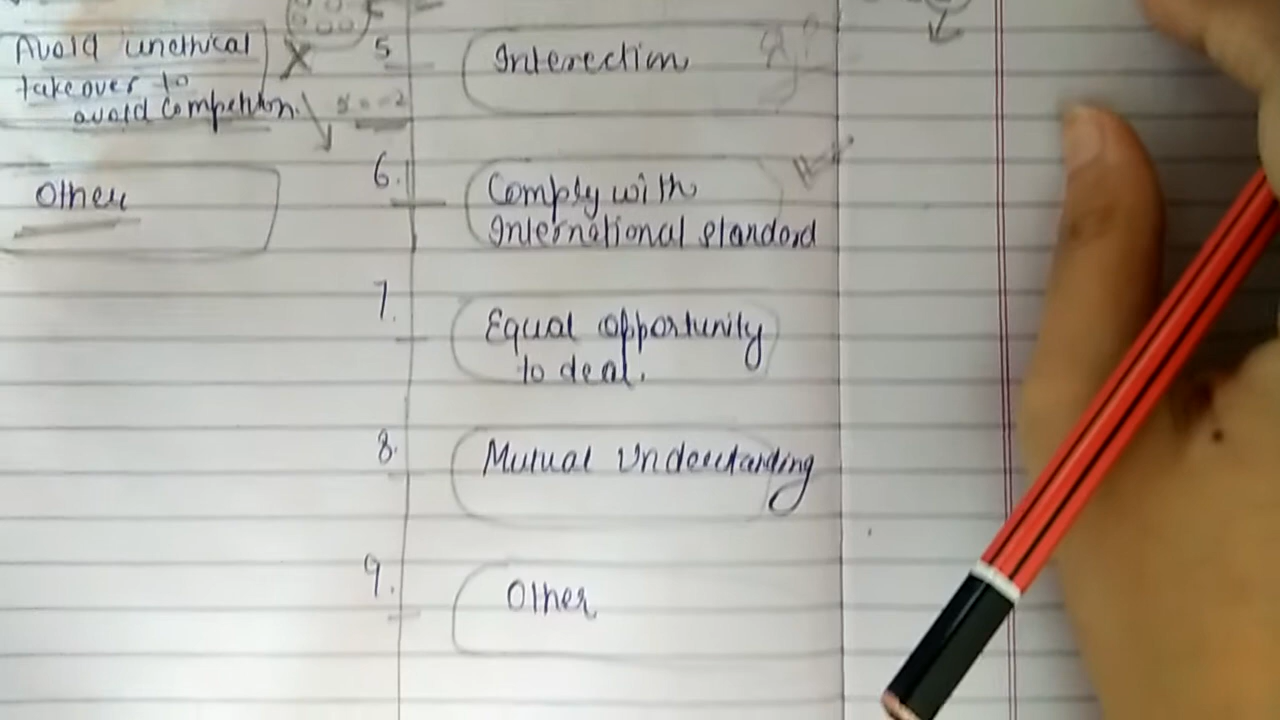 Avoid unethical
takeover to
avoid competition.
Other
5
Interection
6.
Comply with
International standard
7.
Equal opportunity
to deal.
8.
Mutual Understanding
9.
Other